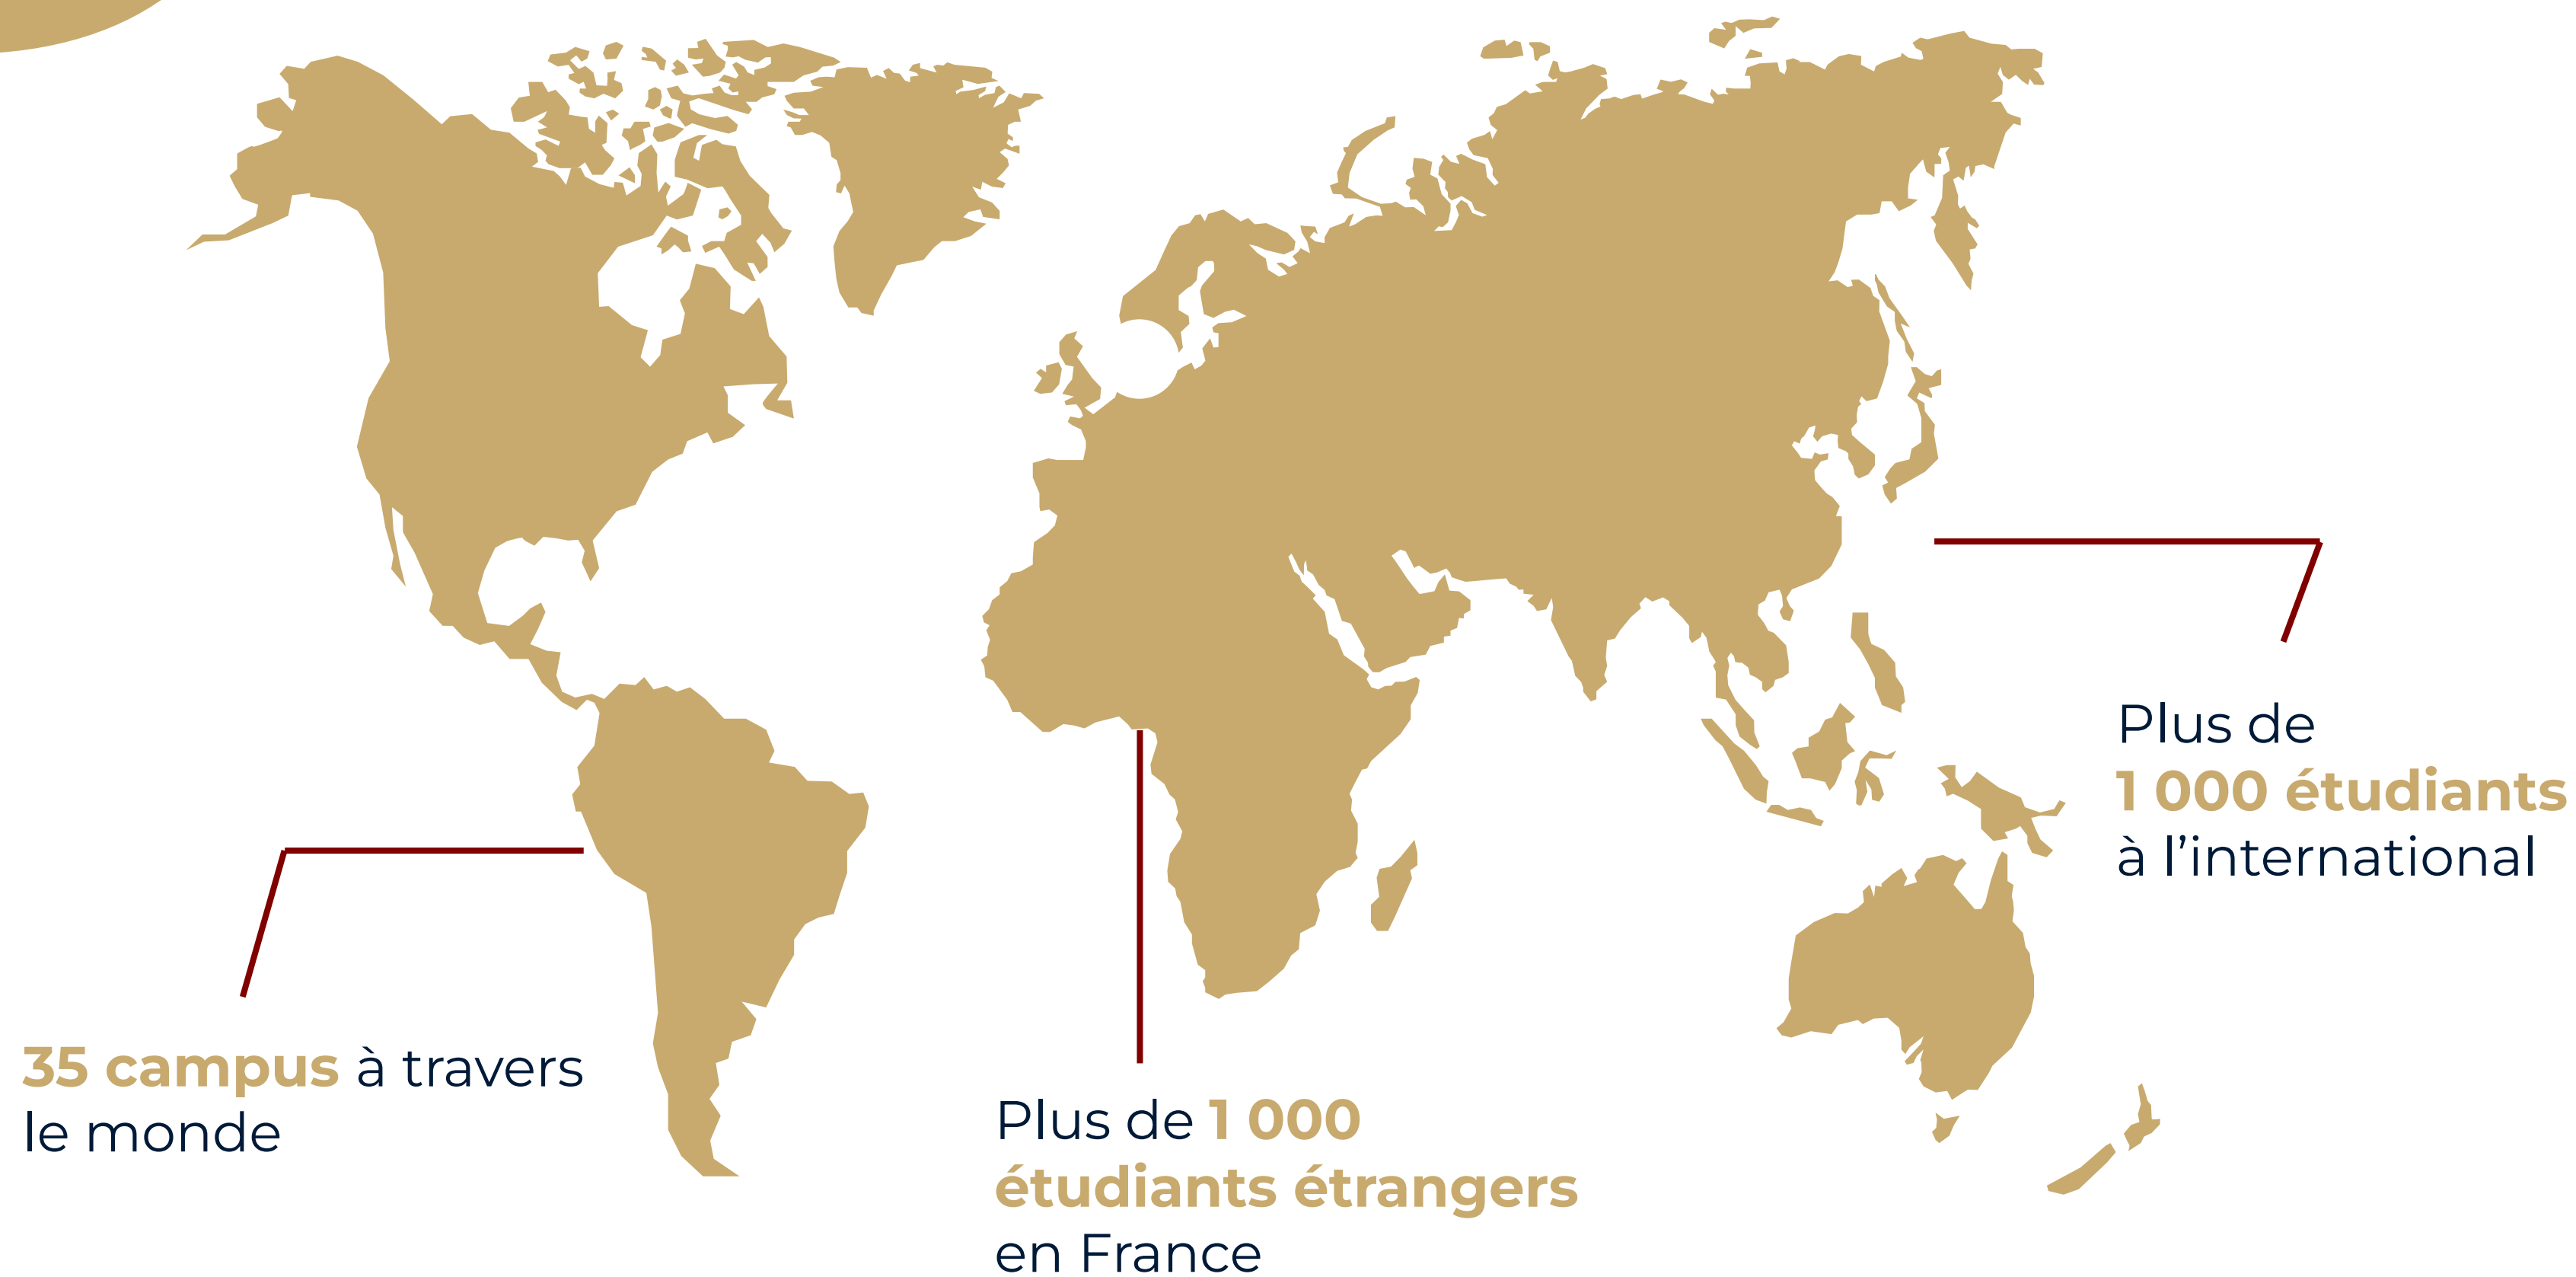 35 campus à travers
le monde
Plus de 1 000
étudiants étrangers
en France
Plus de
1 000 étudiants
à l’international